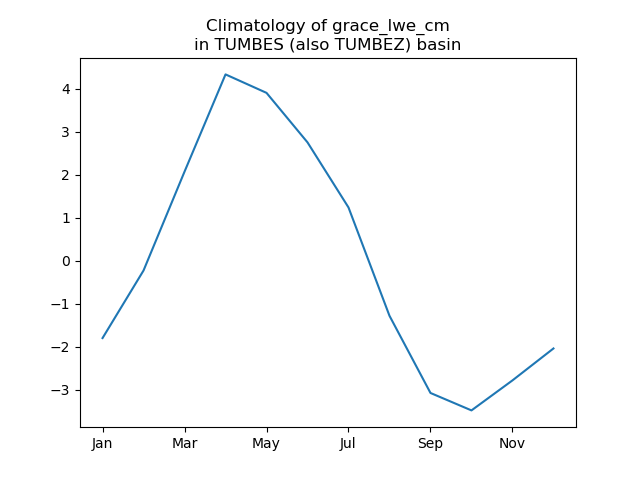 Climatology of grace_lwe_cm
in TUMBES (also TUMBEZ) basin
4
3
2
1
0
−1
−2
−3
Jan Mar May Jul Sep Nov